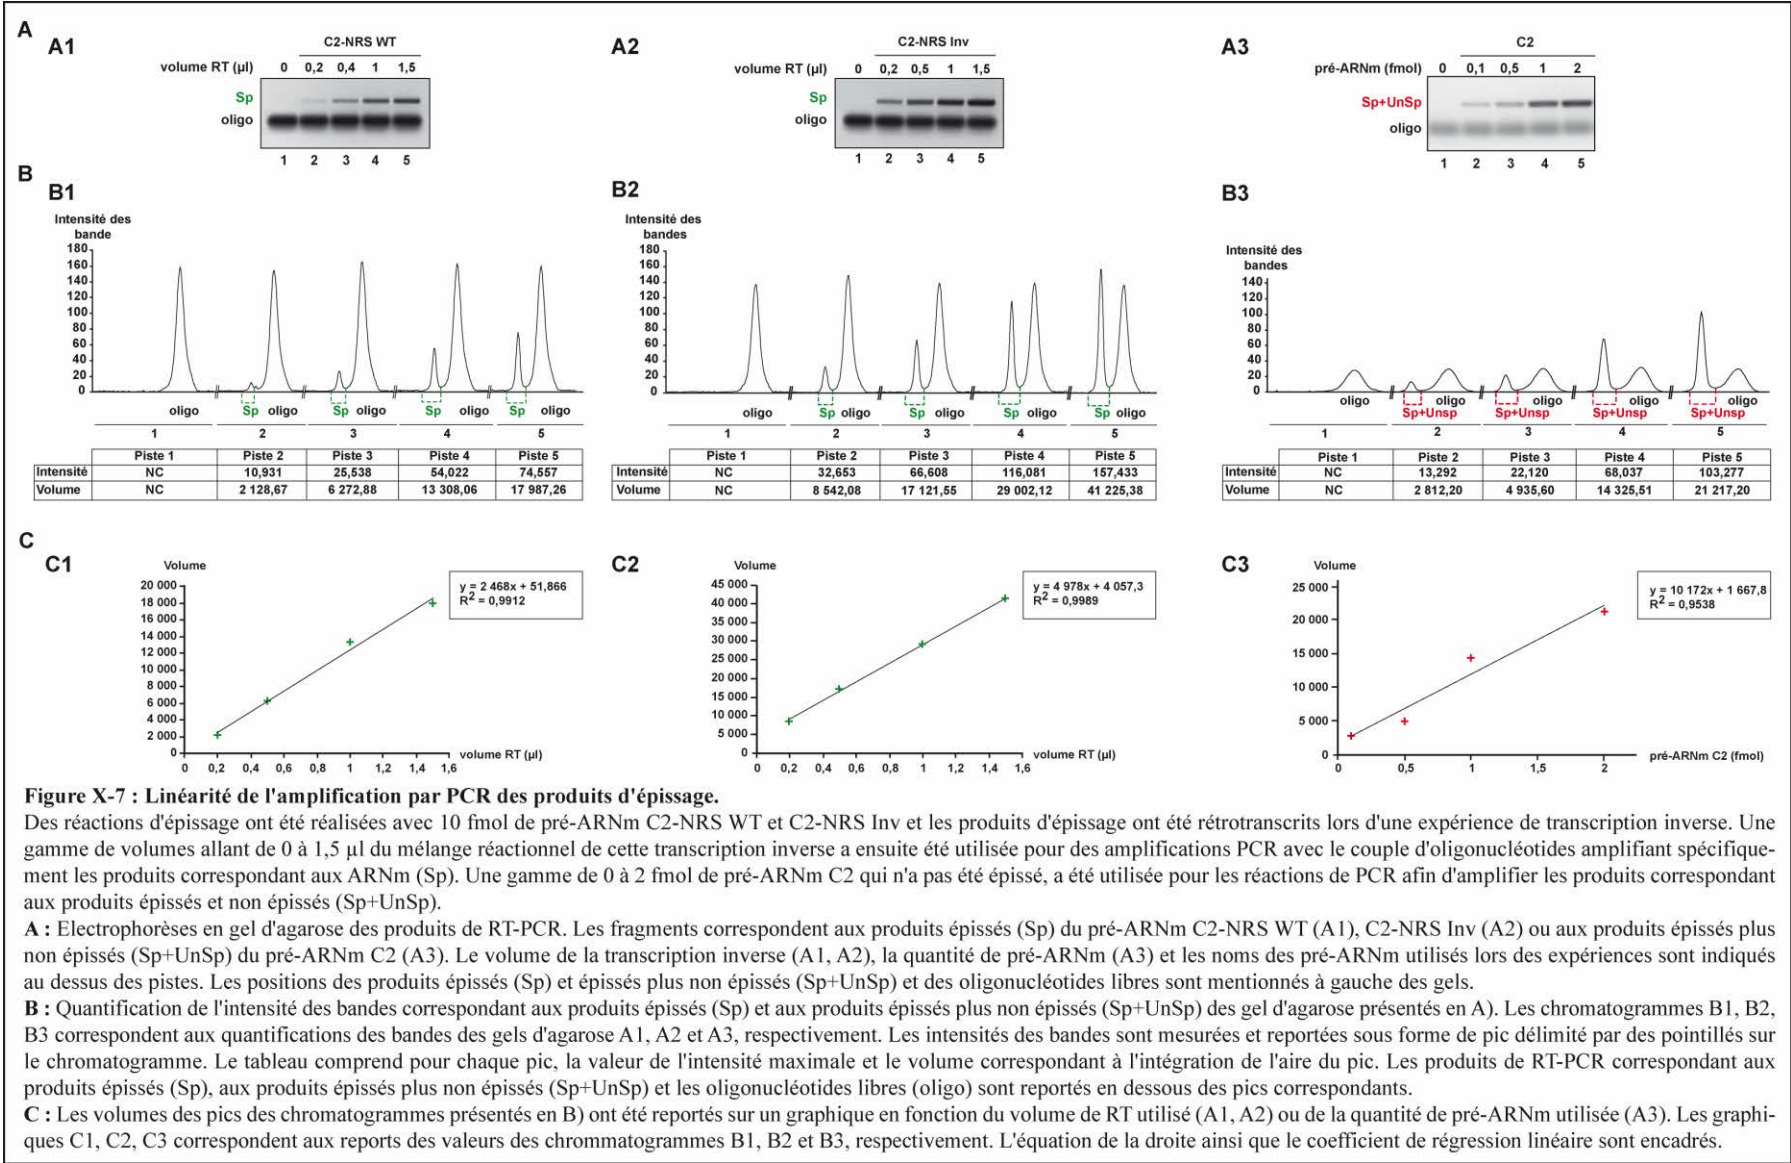 A
A1
C2-NRS WT
volume RT (µl) 0 0,2 0,4 1 1,5
Sp
oligo
1 2 3 4 5
A2
C2-NRS Inv
volume RT (µl) 0 0,2 0,5 1 1,5
Sp
oligo
1 2 3 4 5
A3
C2
pré-ARNm (fmol) 0 0,1 0,5 1 2
Sp+UnSp
oligo
1 2 3 4 5
B
B1
Intensité des
bande
180
160
140
120
100
80
60
40
20
0
oligo Sp oligo Sp oligo Sp oligo Sp oligo
1 2 3 4 5
Piste 1 Piste 2 Piste 3 Piste 4 Piste 5
Intensité NC 10,931 25,538 54,022 74,557
Volume NC 2 128,67 6 272,88 13 308,06 17 987,26
B2
Intensité des
bandes
180
160
140
120
100
80
60
40
20
0
oligo Sp oligo Sp oligo Sp oligo Sp oligo
1 2 3 4 5
Piste 1 Piste 2 Piste 3 Piste 4 Piste 5
Intensité NC 32,653 66,608 116,081 157,433
Volume NC 8 542,08 17 121,55 29 002,12 41 225,38
B3
Intensité des
bandes
140
120
100
80
60
40
20
0
oligo oligo oligo oligo oligo
Sp+Unsp Sp+Unsp Sp+Unsp Sp+Unsp
1 2 3 4 5
Piste 1 Piste 2 Piste 3 Piste 4 Piste 5
Intensité NC 13,292 22,120 68,037 103,277
Volume NC 2 812,20 4 935,60 14 325,51 21 217,20
C
C1
Volume
20 000
18 000
16 000
14 000
12 000
10 000
8 000
6 000
4 000
2 000
0
0 0,2 0,4 0,6 0,8 1 1,2 1,4 1,6
volume RT (µl)
y = 2 468x + 51,866
R2 = 0,9912
C2
Volume
45 000
40 000
35 000
30 000
25 000
20 000
15 000
10 000
5 000
0
0 0,2 0,4 0,6 0,8 1 1,2 1,4 1,6
volume RT (µl)
y = 4 978x + 4 057,3
R2 = 0,9989
C3
Volume
25 000
20 000
15 000
10 000
5 000
0
0 0,5 1 2
pré-ARNm C2 (fmol)
y = 10 172x + 1 667,8
R2 = 0,9538
Figure X-7 : Linéarité de l'amplification par PCR des produits d'épissage.
Des réactions d'épissage ont été réalisées avec 10 fmol de pré-ARNm C2-NRS WT et C2-NRS Inv et les produits d'épissage ont été rétrotranscrits lors d'une expérience de transcription inverse. Une
gamme de volumes allant de 0 à 1,5 µl du mélange réactionnel de cette transcription inverse a ensuite été utilisée pour des amplifications PCR avec le couple d'oligonucléotides amplifiant spécifique-
ment les produits correspondant aux ARNm (Sp). Une gamme de 0 à 2 fmol de pré-ARNm C2 qui n'a pas été épissé, a été utilisée pour les réactions de PCR afin d'amplifier les produits correspondant
aux produits épissés et non épissés (Sp+UnSp).
A : Electrophorèses en gel d'agarose des produits de RT-PCR. Les fragments correspondent aux produits épissés (Sp) du pré-ARNm C2-NRS WT (A1), C2-NRS Inv (A2) ou aux produits épissés plus
non épissés (Sp+UnSp) du pré-ARNm C2 (A3). Le volume de la transcription inverse (A1, A2), la quantité de pré-ARNm (A3) et les noms des pré-ARNm utilisés lors des expériences sont indiqués
au dessus des pistes. Les positions des produits épissés (Sp) et épissés plus non épissés (Sp+UnSp) et des oligonucléotides libres sont mentionnés à gauche des gels.
B : Quantification de l'intensité des bandes correspondant aux produits épissés (Sp) et aux produits épissés plus non épissés (Sp+UnSp) des gel d'agarose présentés en A). Les chromatogrammes B1, B2,
B3 correspondent aux quantifications des bandes des gels d'agarose A1, A2 et A3, respectivement. Les intensités des bandes sont mesurées et reportées sous forme de pic délimité par des pointillés sur
le chromatogramme. Le tableau comprend pour chaque pic, la valeur de l'intensité maximale et le volume correspondant à l'intégration de l'aire du pic. Les produits de RT-PCR correspondant aux
produits épissés (Sp), aux produits épissés plus non épissés (Sp+UnSp) et les oligonucléotides libres (oligo) sont reportés en dessous des pics correspondants.
C : Les volumes des pics des chromatogrammes présentés en B) ont été reportés sur un graphique en fonction du volume de RT utilisé (A1, A2) ou de la quantité de pré-ARNm utilisée (A3). Les graphi-
ques C1, C2, C3 correspondent aux reports des valeurs des chrommatogrammes B1, B2 et B3, respectivement. L'équation de la droite ainsi que le coefficient de régression linéaire sont encadrés.